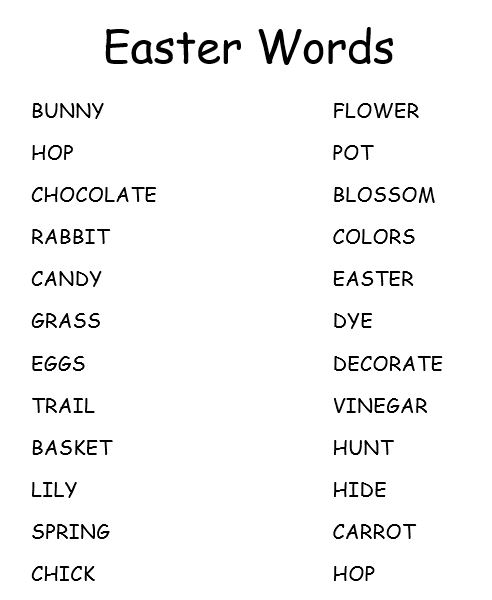 Easter Words
BUNNY
HOP
CHOCOLATE
RABBIT
CANDY
GRASS
EGGS
TRAIL
BASKET
LILY
SPRING
CHICK
FLOWER
POT
BLOSSOM
COLORS
EASTER
DYE
DECORATE
VINEGAR
HUNT
HIDE
CARROT
HOP